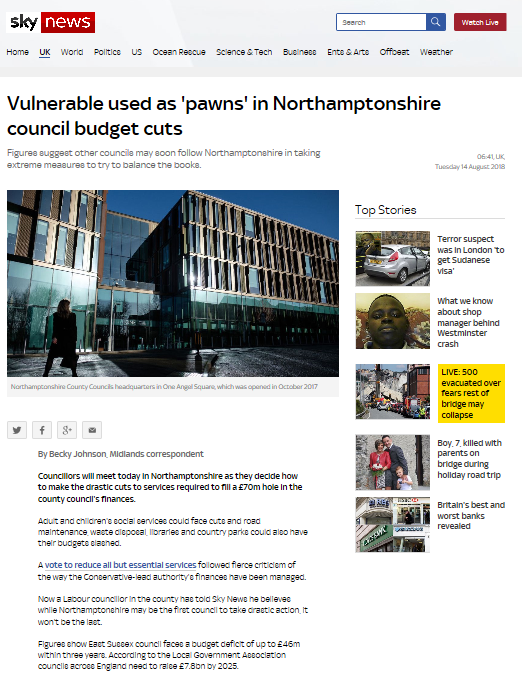 sky news
Search
Watch Live
Home UK World Politics US Ocean Rescue Science & Tech Business Ents & Arts Offbeat Weather
Vulnerable used as 'pawns' in Northamptonshire
council budget cuts
Figures suggest other councils may soon follow Northamptonshire in taking
extreme measures to try to balance the books.
06:41, UK,
Tuesday 14 August 2018
Northamptonshire County Councils headquarters in One Angel Square, which was opened in October 2017
By Becky Johnson, Midlands correspondent
Councillors will meet today in Northamptonshire as they decide how
to make the drastic cuts to services required to fill a £70m hole in the
county council's finances.
Adult and children's social services could face cuts and road
maintenance, waste disposal, libraries and country parks could also have
their budgets slashed.
A vote to reduce all but essential services followed fierce criticism of
the way the Conservative-lead authority's finances have been managed.
Now a Labour councillor in the county has told Sky News he believes
while Northamptonshire may be the first council to take drastic action, it
won't be the last.
Figures show East Sussex council faces a budget deficit of up to £46m
within three years. According to the Local Government Association
councils across England need to raise £7.8bn by 2025.
Top Stories
Terror suspect
was in London 'to
get Sudanese
visa'
What we know
about shop
manager behind
Westminster
crash
LIVE: 500
evacuated over
fears rest of
bridge may
collapse
Boy, 7, killed with
parents on
bridge during
holiday road trip
Britain's best and
worst banks
revealed